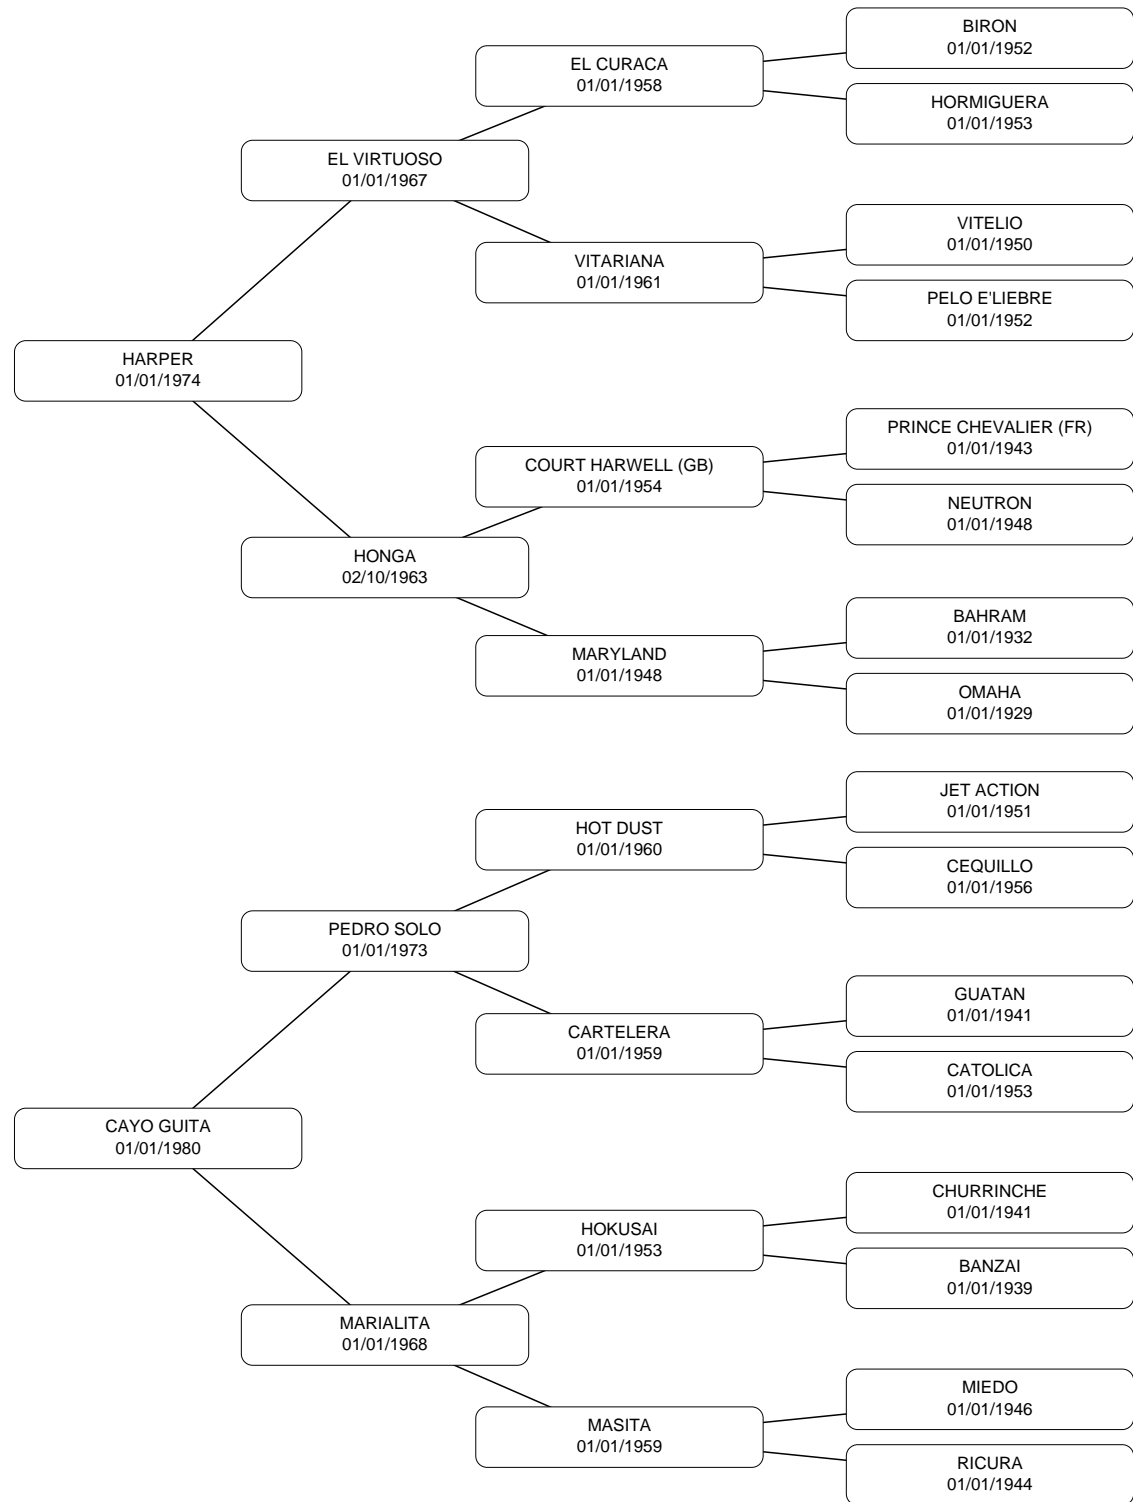 BIRON
01/01/1952
EL CURACA
01/01/1958
HORMIGUERA
01/01/1953
EL VIRTUOSO
01/01/1967
VITELIO
01/01/1950
VITARIANA
01/01/1961
PELO E'LIEBRE
01/01/1952
HARPER
01/01/1974
PRINCE CHEVALIER (FR)
01/01/1943
COURT HARWELL (GB)
01/01/1954
NEUTRON
01/01/1948
HONGA
02/10/1963
BAHRAM
01/01/1932
MARYLAND
01/01/1948
OMAHA
01/01/1929
JET ACTION
01/01/1951
HOT DUST
01/01/1960
CEQUILLO
01/01/1956
PEDRO SOLO
01/01/1973
GUATAN
01/01/1941
CARTELERA
01/01/1959
CATOLICA
01/01/1953
CAYO GUITA
01/01/1980
CHURRINCHE
01/01/1941
HOKUSAI
01/01/1953
BANZAI
01/01/1939
MARIALITA
01/01/1968
MIEDO
01/01/1946
MASITA
01/01/1959
RICURA
01/01/1944